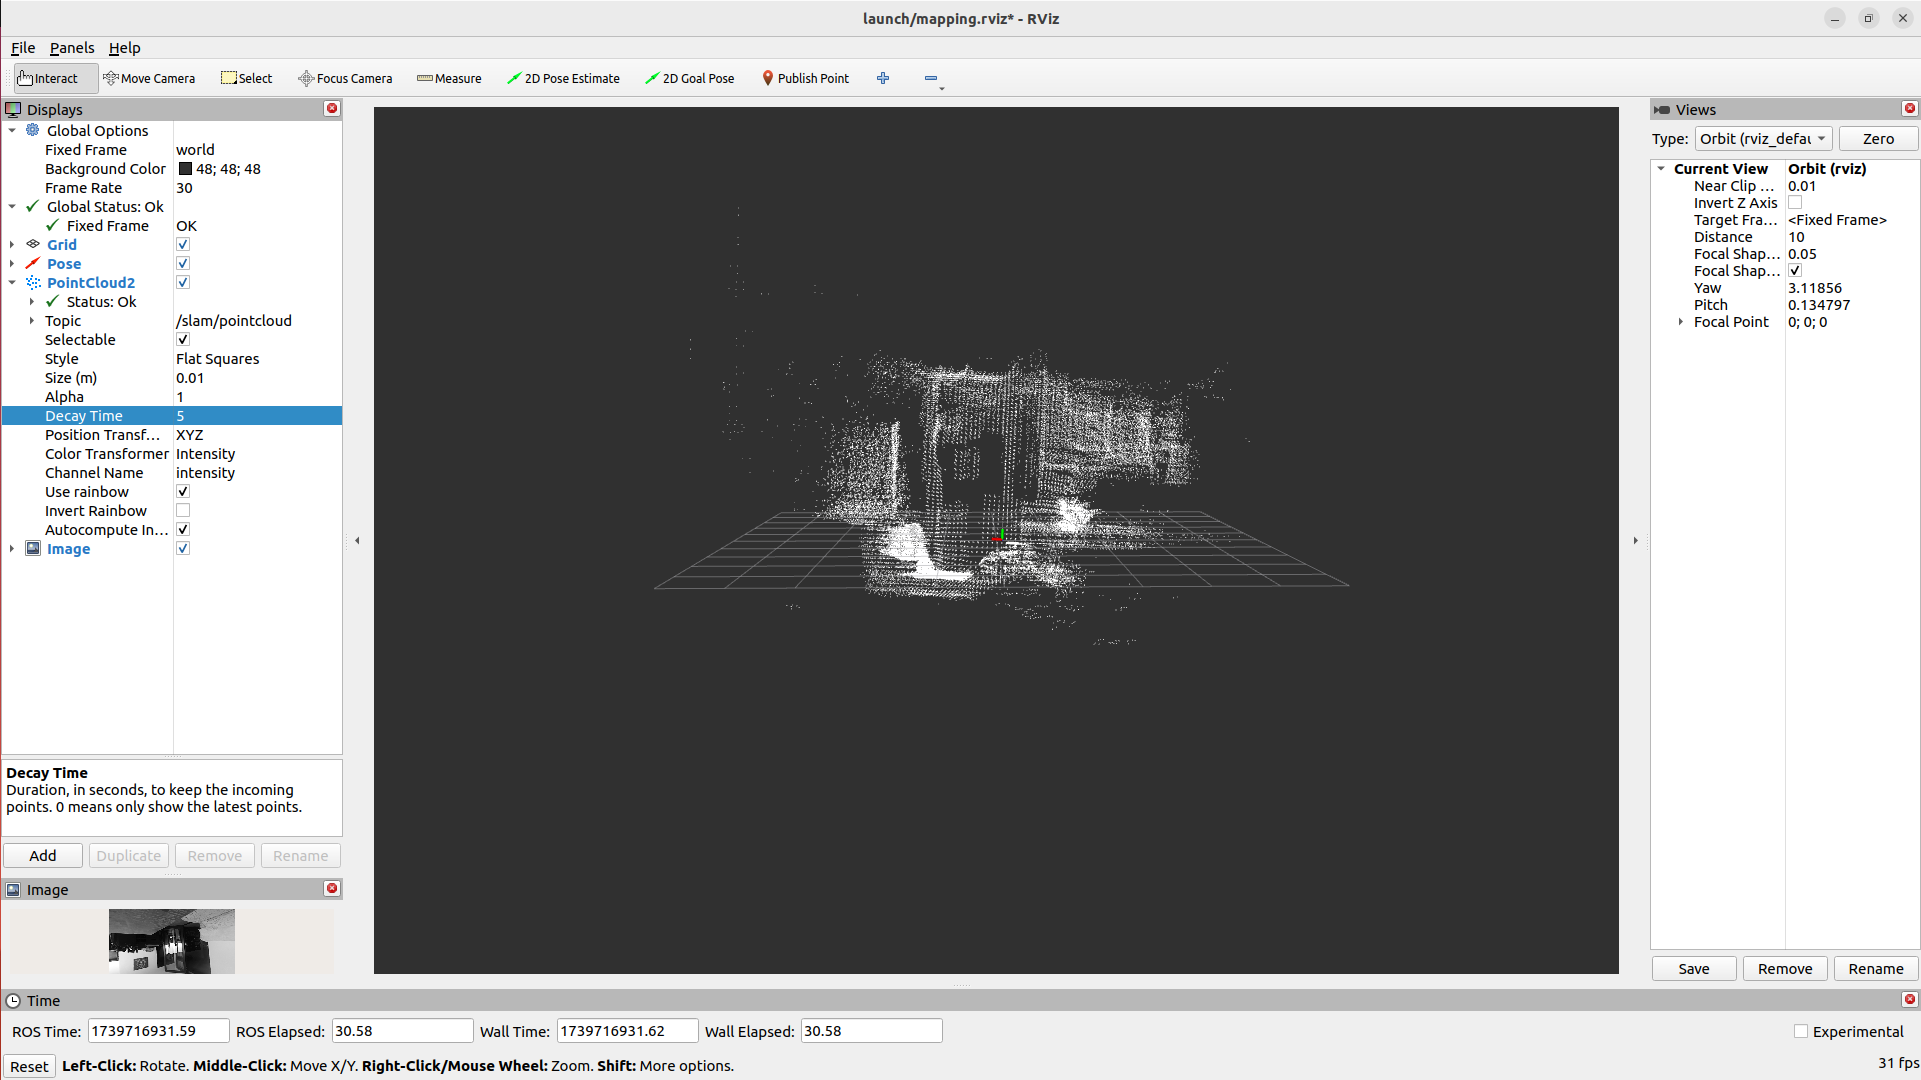 launch/mapping.rviz* - RViz
File Panels Help
Interact Move Camera Select Focus Camera Measure 2D Pose Estimate 2D Goal Pose Publish Point
Displays
Global Options
Fixed Frame world
Background Color 48; 48; 48
Frame Rate 30
Global Status: Ok
Fixed Frame OK
Grid
Pose
PointCloud2
Status: Ok
Topic /slam/pointcloud
Selectable
Style Flat Squares
Size (m) 0.01
Alpha 1
Decay Time 5
Position Transf... XYZ
Color Transformer Intensity
Channel Name intensity
Use rainbow
Invert Rainbow
Autocompute In...
Image
Decay Time
Duration, in seconds, to keep the incoming
points. 0 means only show the latest points.
Add Duplicate Remove Rename
Image
Views
Type: Orbit (rviz_defau Zero
Current View Orbit (rviz)
Near Clip ... 0.01
Invert Z Axis
Target Fra... <Fixed Frame>
Distance 10
Focal Shap... 0.05
Focal Shap...
Yaw 3.11856
Pitch 0.134797
Focal Point 0; 0; 0
Save Remove Rename
Time
ROS Time: 1739716931.59 ROS Elapsed: 30.58 Wall Time: 1739716931.62 Wall Elapsed: 30.58 Experimental
Reset Left-Click: Rotate. Middle-Click: Move X/Y. Right-Click/Mouse Wheel: Zoom. Shift: More options. 31 fps